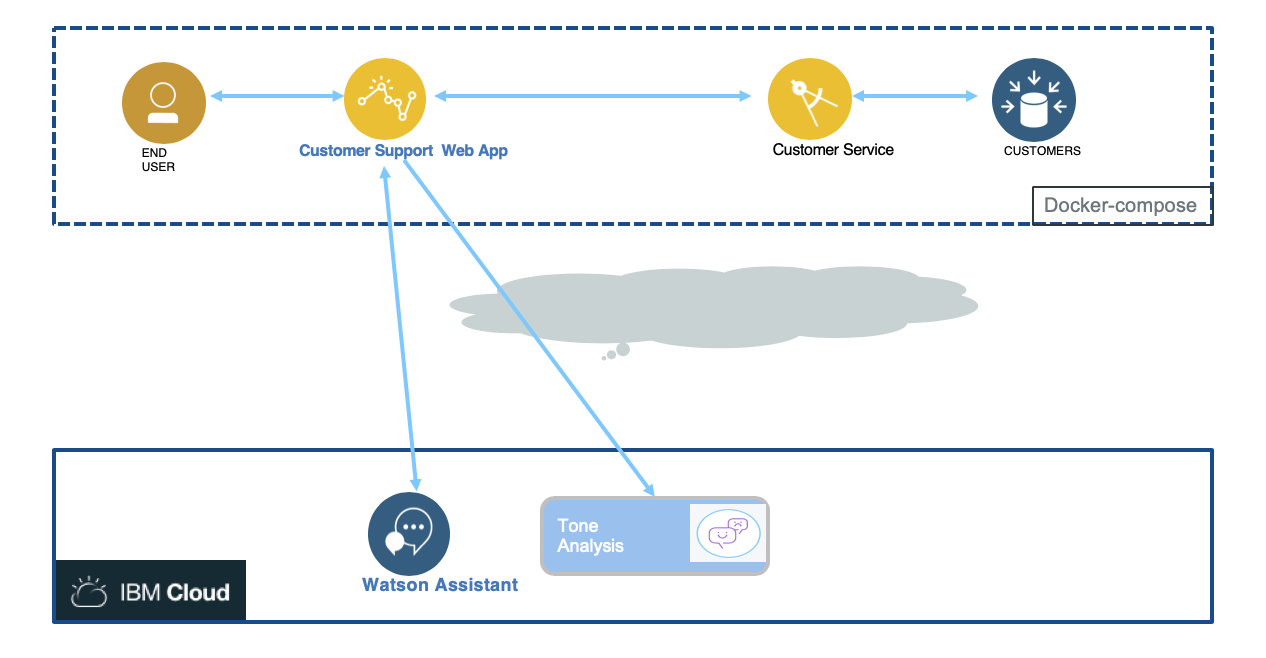 END
USER
Customer Support  Web App
Customer Service
CUSTOMERS
Docker-compose
Tone
Analysis
Watson Assistant
IBM Cloud